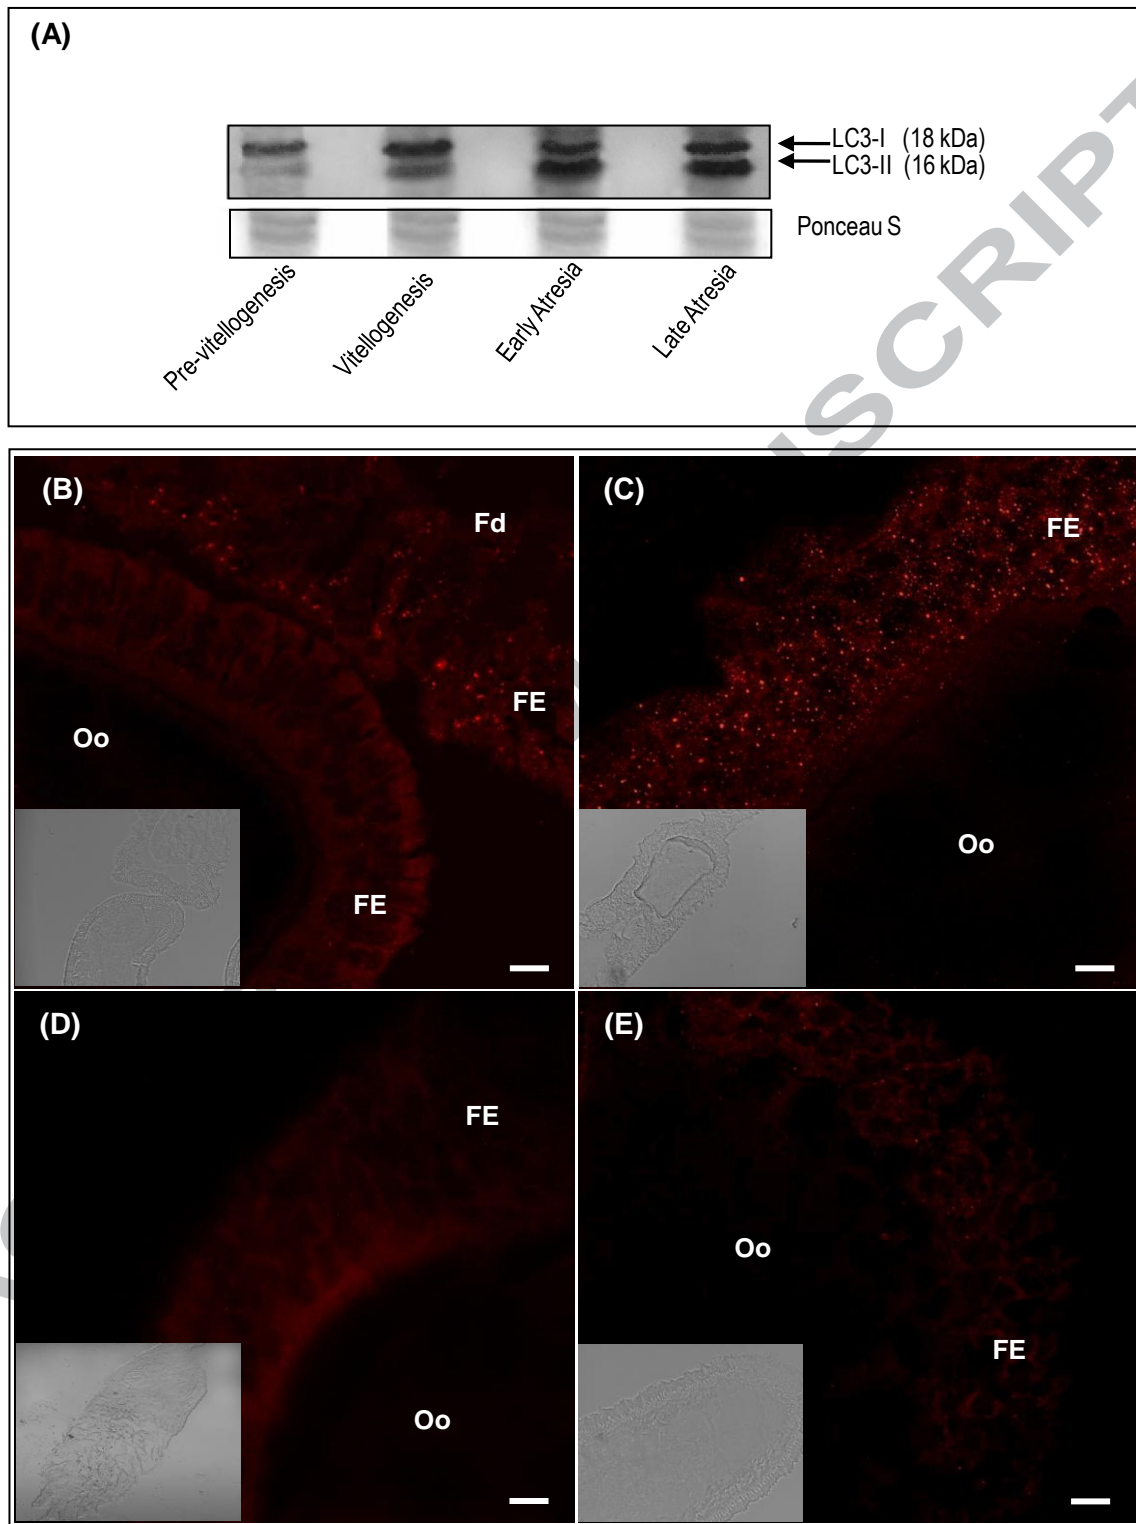 (A)
LC3-I (18 kDa)
LC3-II (16 kDa)
Ponceau S
Pre-vitellogenesis
Vitellogenesis
Early Atresia
Late Atresia
(B)
Fd
FE
Oo
FE
(C)
FE
Oo
(D)
FE
Oo
(E)
Oo
FE